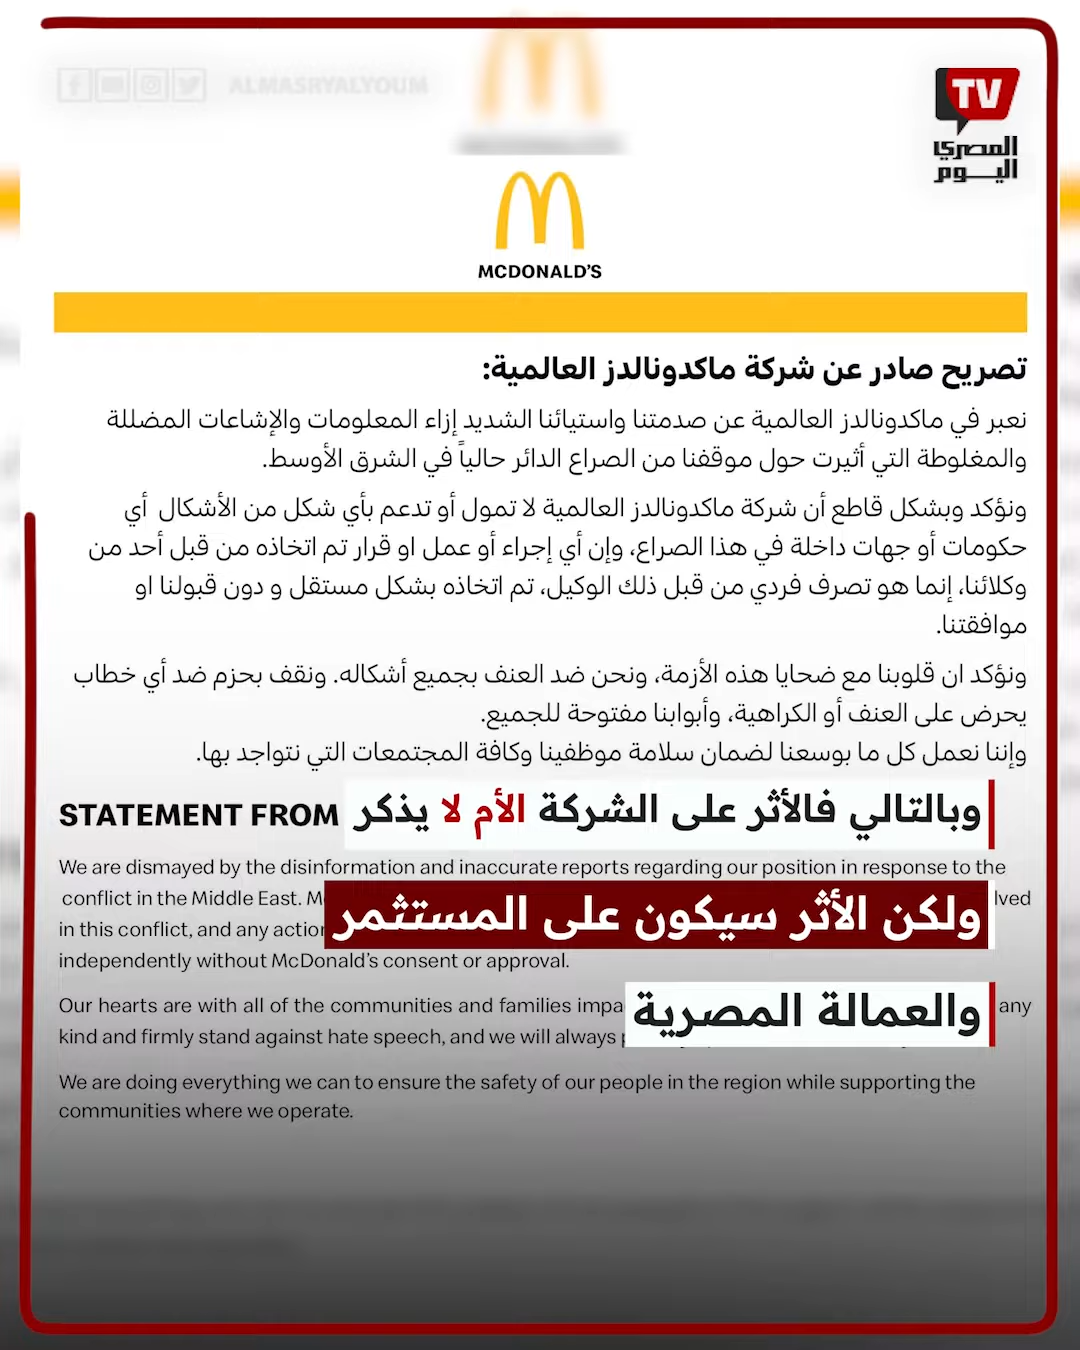 ALMASRYALYOUM
TV
المصري
اليوم
MCDONALD'S
تصريح صادر عن شركة ماكدونالدز العالمية:
نعبر في ماكدونالدز العالمية عن صدمتنا واستيائنا الشديد إزاء المعلومات والإشاعات المضللة
والمغلوطة التي أثيرت حول موقفنا من الصراع الدائر حالياً في الشرق الأوسط.
ونؤكد وبشكل قاطع أن شركة ماكدونالدز العالمية لا تمول أو تدعم بأي شكل من الأشكال أي
حكومات أو جهات داخلة في هذا الصراع، وإن أي إجراء أو عمل او قرار تم اتخاذه من قبل أحد من
وكلائنا، إنما هو تصرف فردي من قبل ذلك الوكيل، تم اتخاذه بشكل مستقل و دون قبولنا او
موافقتنا.
ونؤكد ان قلوبنا مع ضحايا هذه الأزمة، ونحن ضد العنف بجميع أشكاله. ونقف بحزم ضد أي خطاب
يحرض على العنف أو الكراهية، وأبوابنا مفتوحة للجميع.
وإننا نعمل كل ما بوسعنا لضمان سلامة موظفينا وكافة المجتمعات التي نتواجد بها.
STATEMENT FROM
وبالتالي فالأثر على الشركة الأم لا يذكر
We are dismayed by the disinformation and inaccurate reports regarding our position in response to the
conflict in the Middle East.
in this conflict, and any
ولكن الأثر سيكون على المستثمر
independently without McDonald's consent or approval.
Our hearts are with all of the communities and families any
والعمالة المصرية
kind and firmly stand against hate speech, and we will always
We are doing everything we can to ensure the safety of our people in the region while supporting the
communities where we operate.